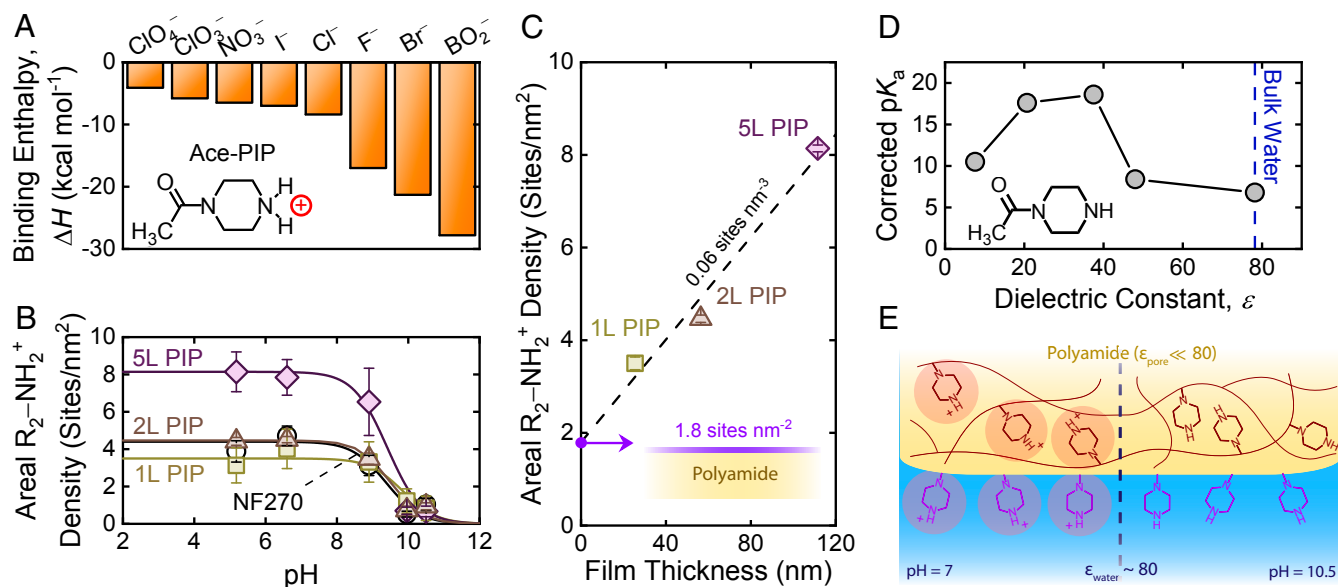 A
ClO4− ClO3− NO3− I− Cl− F− Br− BO2−
Binding Enthalpy,
ΔH (kcal mol−1)
0
-10
-20
-30
Ace-PIP
O
N
N
H
H
+
H3C
B
Areal R2–NH2+
Density (Sites/nm2)
10
8
6
4
2
0
5L PIP
2L PIP
1L PIP
NF270
2 4 6 8 10 12
pH
C
Areal R2–NH2+ Density (Sites/nm2)
10
8
6
4
2
0
5L PIP
0.06 sites nm-3
2L PIP
1L PIP
1.8 sites nm-2
Polyamide
0 40 80 120
Film Thickness (nm)
D
Corrected pKa
20
15
10
5
0
Bulk Water
O
N
NH
H3C
0 20 40 60 80
Dielectric Constant, ε
E
Polyamide (εpore ≪ 80)
pH = 7
εwater ~ 80
pH = 10.5